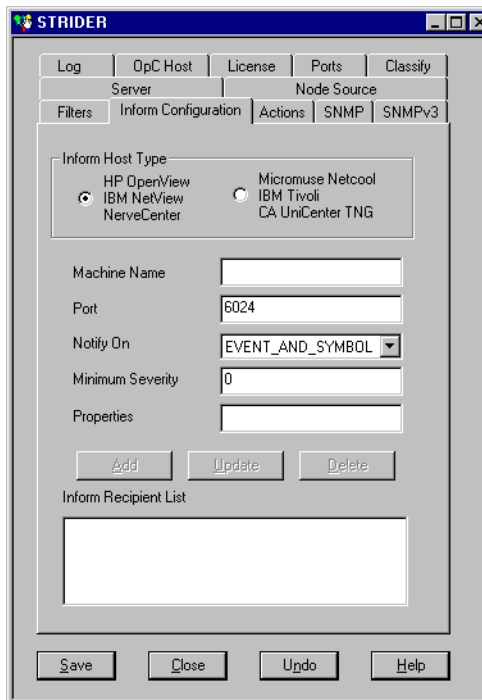 STRIDER
Log OpC Host License Ports Classify
Server Node Source
Filters Inform Configuration Actions SNMP SNMPv3
Inform Host Type
HP OpenView
IBM NetView
NerveCenter
Micromuse Netcool
IBM Tivoli
CA UniCenter TNG
Machine Name
Port 6024
Notify On EVENT_AND_SYMBOL
Minimum Severity 0
Properties
Add Update Delete
Inform Recipient List
Save Close Undo Help